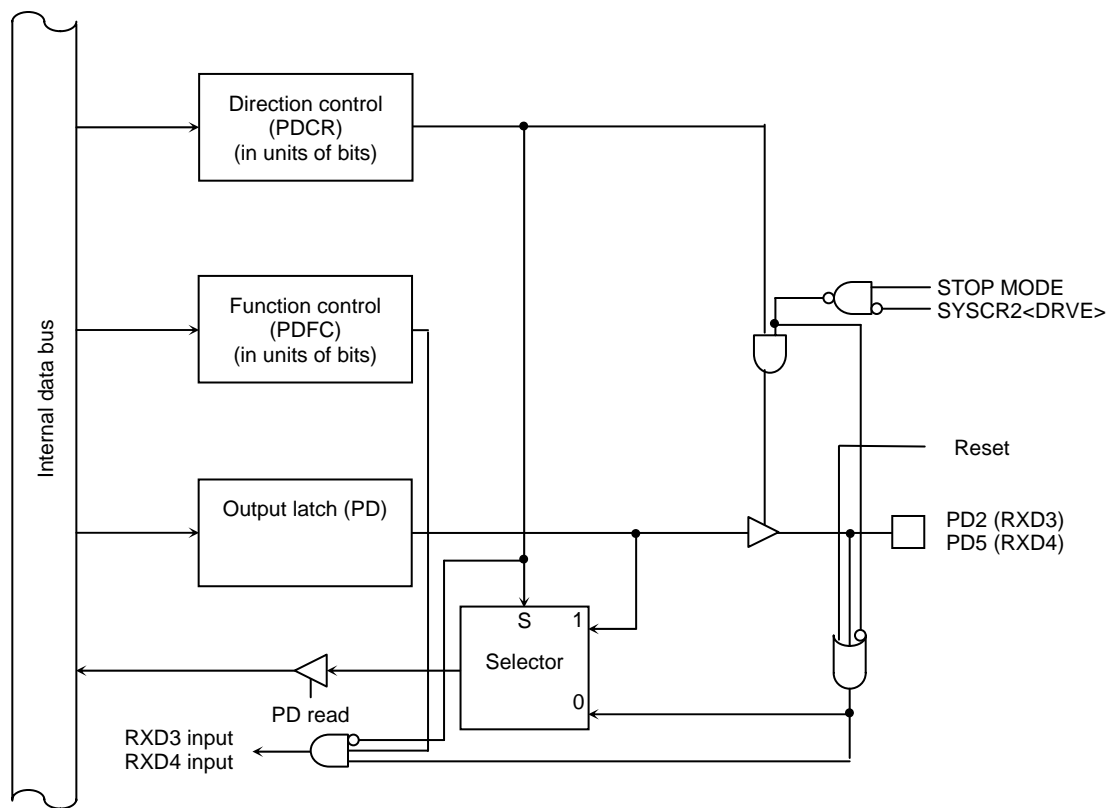 Internal data bus
Direction control
(PDCR)
(in units of bits)
Function control
(PDFC)
(in units of bits)
STOP MODE
SYSCR2<DRVE>
Reset
Output latch (PD)
PD2 (RXD3)
PD5 (RXD4)
S
1
Selector
0
PD read
RXD3 input
RXD4 input